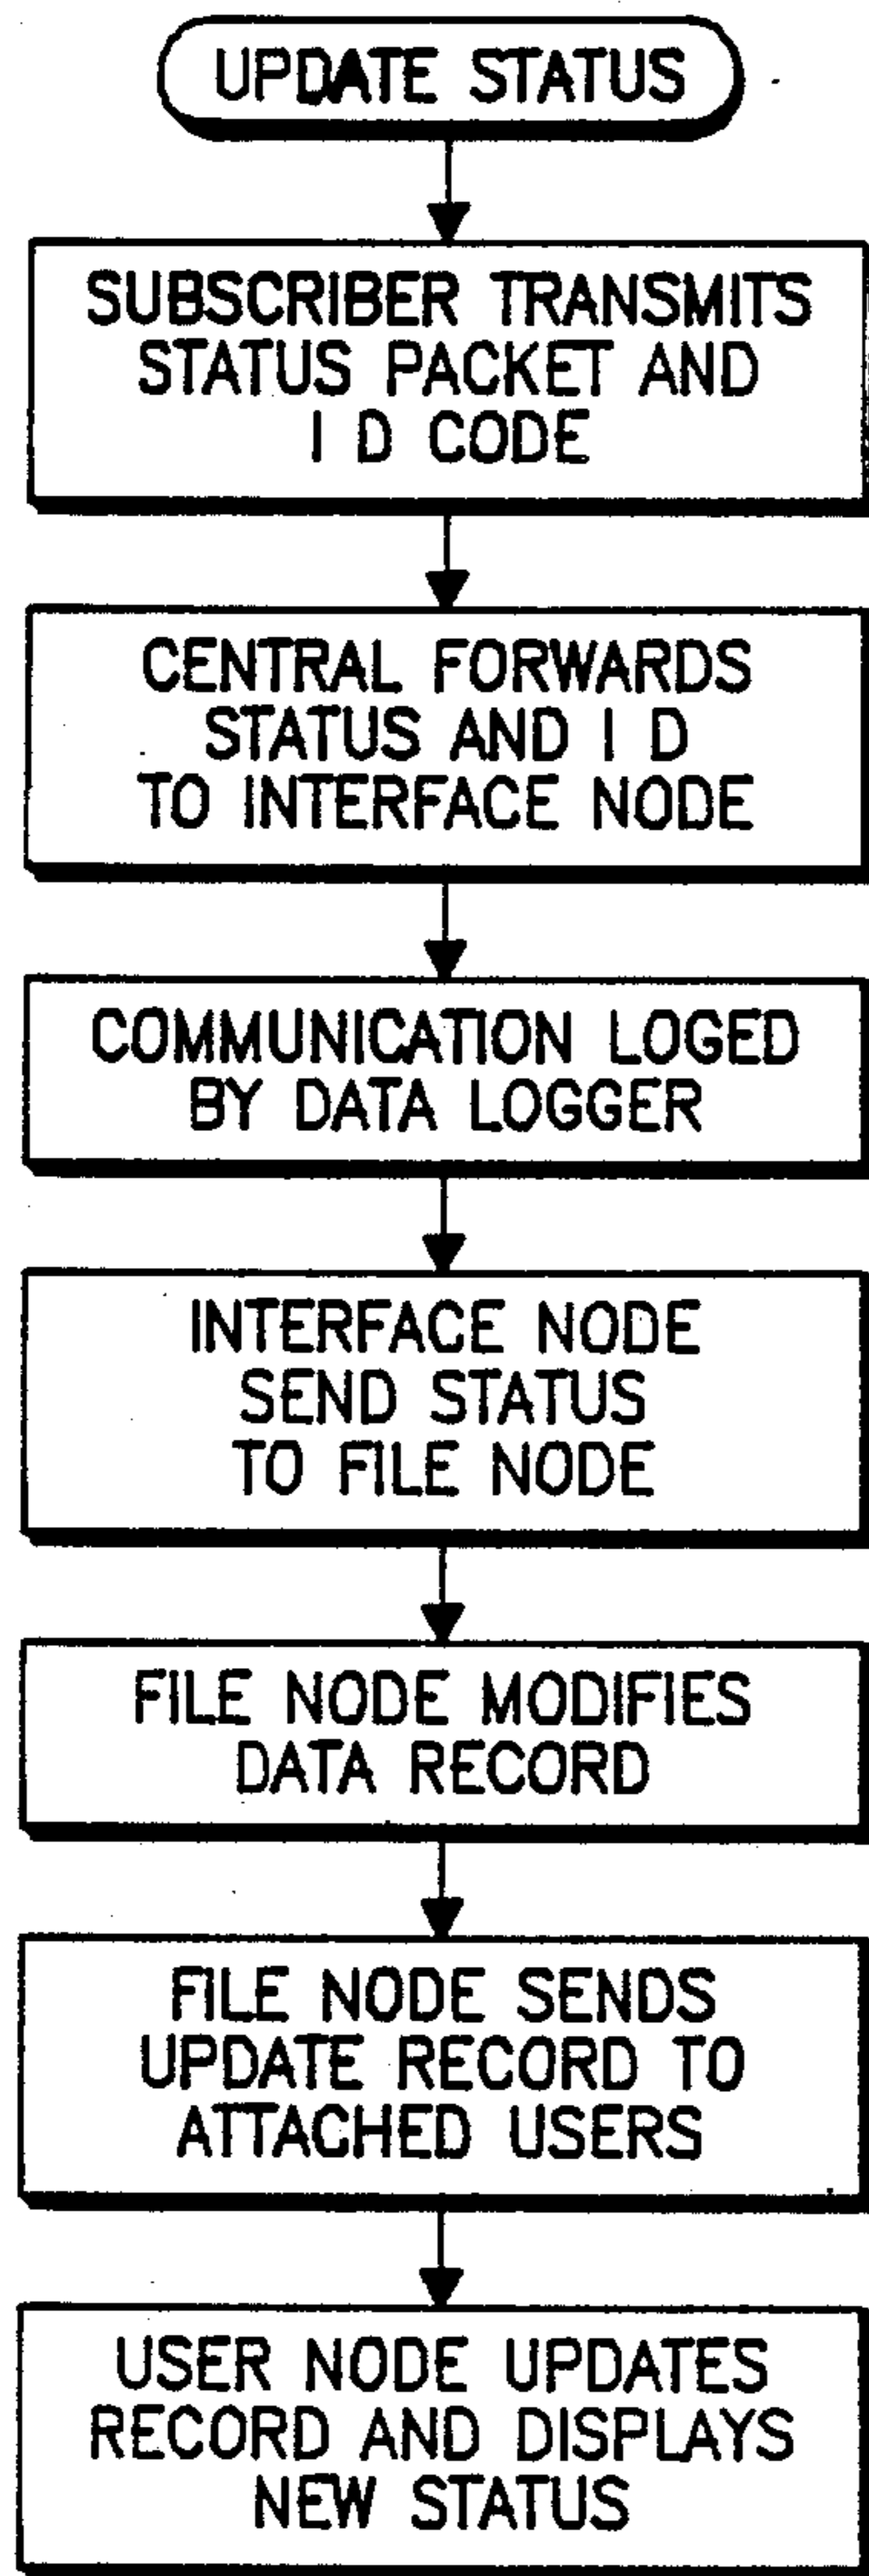 UPDATE STATUS
SUBSCRIBER TRANSMITS
STATUS PACKET AND
I D CODE
CENTRAL FORWARDS
STATUS AND I D
TO INTERFACE NODE
COMMUNICATION LOGED
BY DATA LOGGER
INTERFACE NODE
SEND STATUS
TO FILE NODE
FILE NODE MODIFIES
DATA RECORD
FILE NODE SENDS
UPDATE RECORD TO
ATTACHED USERS
USER NODE UPDATES
RECORD AND DISPLAYS
NEW STATUS